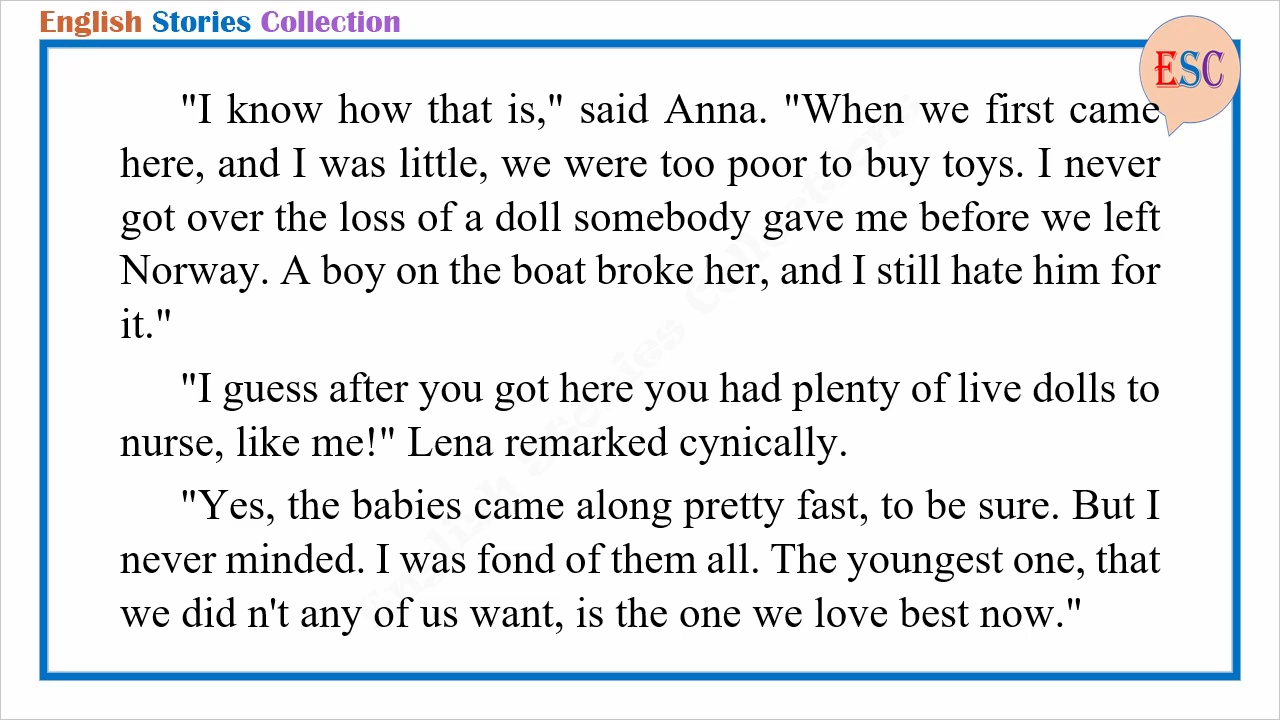 English Stories Collection
ESC
"I know how that is," said Anna. "When we first came
here, and I was little, we were too poor to buy toys. I never
got over the loss of a doll somebody gave me before we left
Norway. A boy on the boat broke her, and I still hate him for
it."
"I guess after you got here you had plenty of live dolls to
nurse, like me!" Lena remarked cynically.
"Yes, the babies came along pretty fast, to be sure. But I
never minded. I was fond of them all. The youngest one, that
we did n't any of us want, is the one we love best now."
English Stories Collections